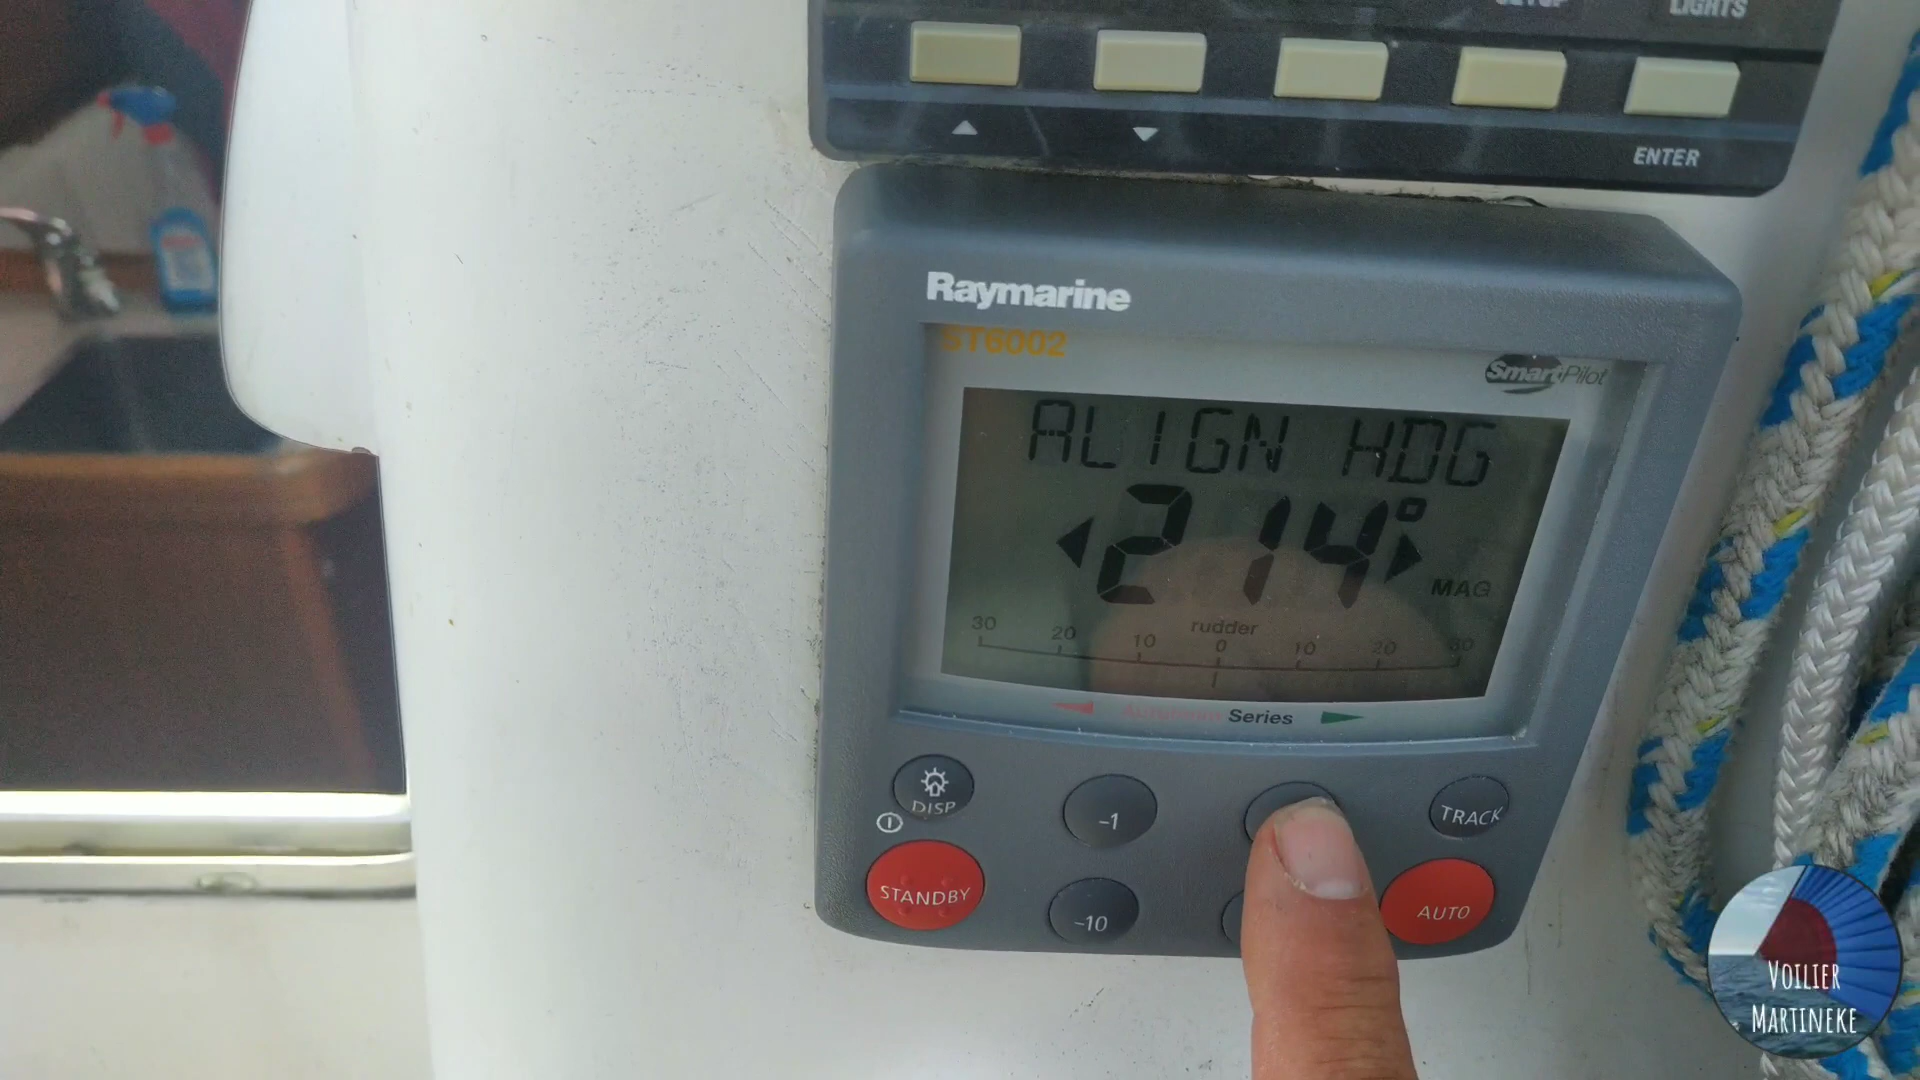 LIGHTS
ENTER
Raymarine
ST6002
SmartPilot
ALIGN HDG
214°
MAG
rudder
30 20 10 0 10 20 30
Series
DISP
-1
TRACK
STANDBY
-10
AUTO
VOILIER
MARTINEKE